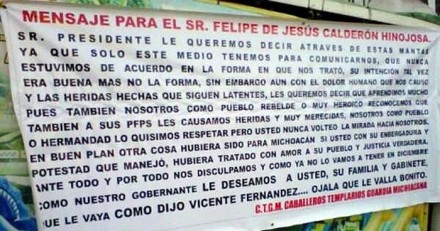 MENSAJE PARA EL SR. FELIPE DE JESÚS CALDERÓN HINOJOSA.
SR. PRESIDENTE LE QUEREMOS DECIR ATRAVES DE ESTAS MANTAS
YA QUE SOLO ESTE MEDIO TENEMOS PARA COMUNICARNOS, QUE NUNCA
ESTUVIMOS DE ACUERDO EN LA FORMA EN QUE NOS TRATÓ, SU INTENCIÓN TAL VEZ
ERA BUENA MAS NO LA FORMA, SIN EMBARGO AUN CON EL DOLOR HUMANO QUE NOS CAUSO
Y LAS HERIDAS HECHAS QUE SIGUEN LATENTES, LES QUEREMOS DECIR QUE APRENDIMOS MUCHO
PUES TAMBIEN NOSOTROS COMO PUEBLO REBELDE O MUY HEROICO RECONOCEMOS QUE
TAMBIEN A SUS PFPS LES CAUSAMOS HERIDAS Y MUY MERECIDAS, NOSOTROS COMO PUEBLO
O HERMANDAD LO QUISIMOS RESPETAR PERO USTED NUNCA VOLTEO LA MIRADA HACIA NOSOTROS,
EN BUEN PLAN OTRA COSA HUBIERA SIDO PARA MICHOACAN SI USTED CON SU ENBERGADURA Y
POTESTAD QUE MANEJÓ, HUBIERA TRATADO CON AMOR A SU PUEBLO Y JUSTICIA VERDADERA,
ANTE TODO Y POR TODO NOS DISCULPAMOS Y COMO YA NO LO VAMOS A TENER EN DICIEMBRE
COMO NUESTRO GOBERNANTE LE DESEAMOS A USTED, SU FAMILIA Y GABINETE,
QUE LE VAYA COMO DIJO VICENTE FERNANDEZ.... OJALA QUE LE VALLA BONITO.
C.T.G.M. CABALLEROS TEMPLARIOS GUARDIA MICHOACANA